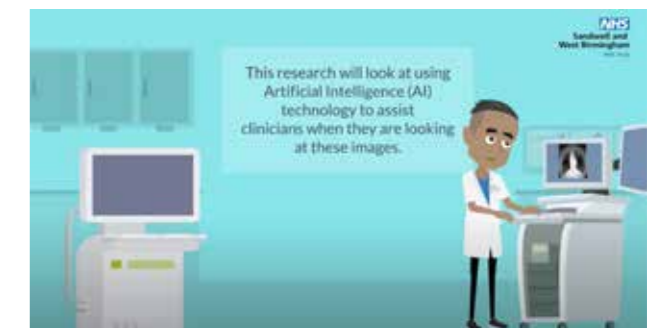 NHS
Sandwell and
West Birmingham
This research will look at using
Artificial Intelligence (AI)
technology to assist
clinicians when they are looking
at these images.